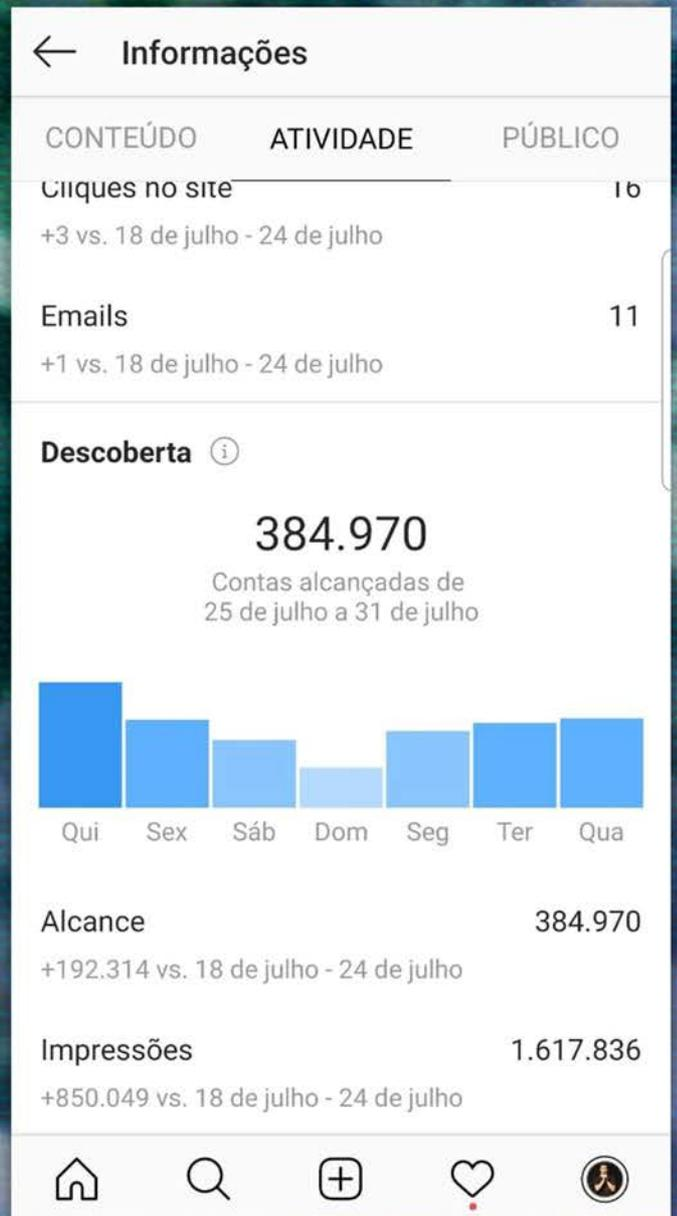 Informações
CONTEÚDO ATIVIDADE PÚBLICO
Cliques no site 16
+3 vs. 18 de julho - 24 de julho
Emails 11
+1 vs. 18 de julho - 24 de julho
Descoberta
384.970
Contas alcançadas de
25 de julho a 31 de julho
Qui Sex Sáb Dom Seg Ter Qua
Alcance 384.970
+192.314 vs. 18 de julho - 24 de julho
Impressões 1.617.836
+850.049 vs. 18 de julho - 24 de julho